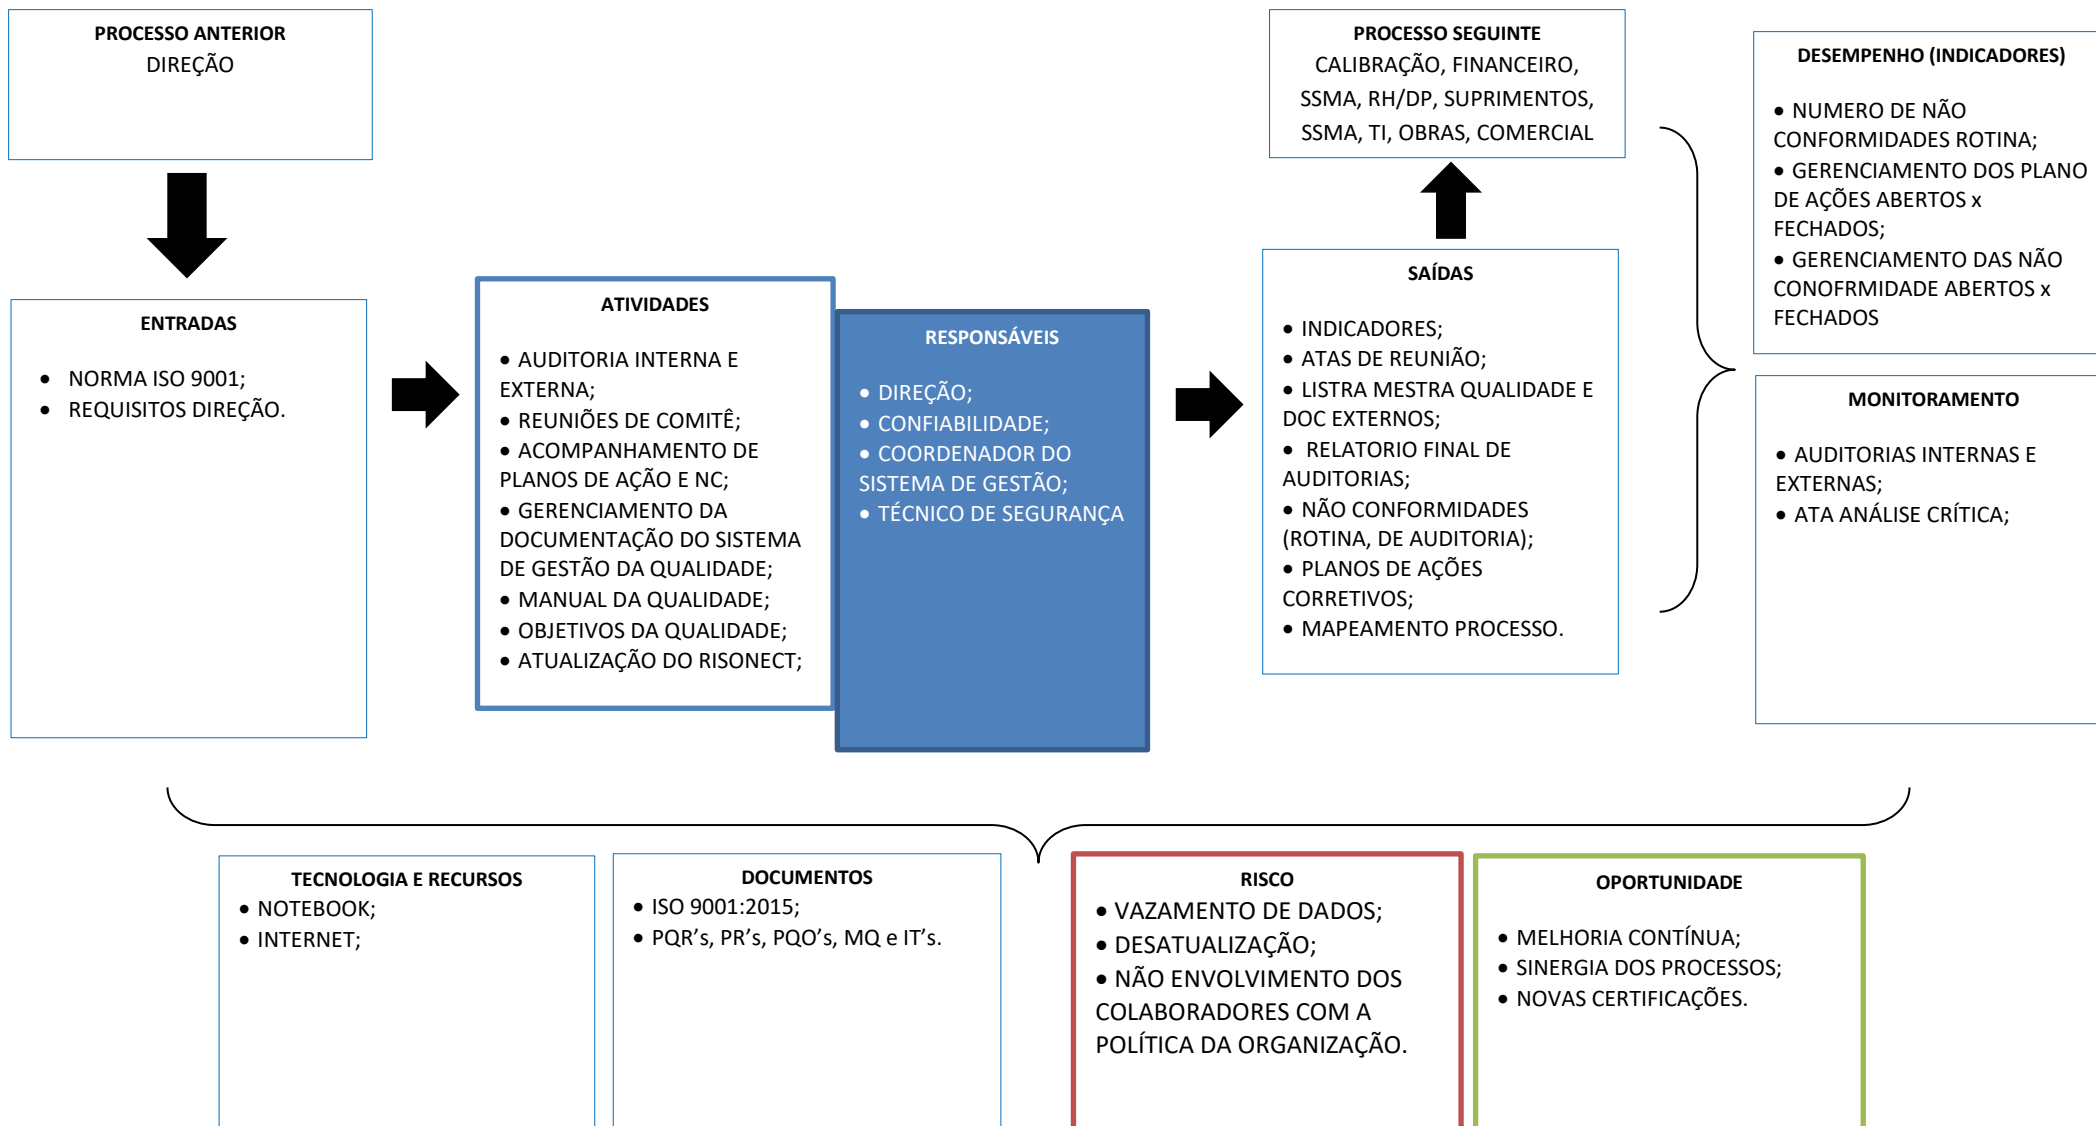 PROCESSO ANTERIOR
DIREÇÃO
PROCESSO SEGUINTE
CALIBRAÇÃO, FINANCEIRO,
SSMA, RH/DP, SUPRIMENTOS,
SSMA, TI, OBRAS, COMERCIAL
DESEMPENHO (INDICADORES)
• NUMERO DE NÃO
CONFORMIDADES ROTINA;
• GERENCIAMENTO DOS PLANO
DE AÇÕES ABERTOS x
FECHADOS;
• GERENCIAMENTO DAS NÃO
CONOFRMIDADE ABERTOS x
FECHADOS
ENTRADAS
• NORMA ISO 9001;
• REQUISITOS DIREÇÃO.
ATIVIDADES
• AUDITORIA INTERNA E
EXTERNA;
• REUNIÕES DE COMITÊ;
• ACOMPANHAMENTO DE
PLANOS DE AÇÃO E NC;
• GERENCIAMENTO DA
DOCUMENTAÇÃO DO SISTEMA
DE GESTÃO DA QUALIDADE;
• MANUAL DA QUALIDADE;
• OBJETIVOS DA QUALIDADE;
• ATUALIZAÇÃO DO RISONECT;
RESPONSÁVEIS
• DIREÇÃO;
• CONFIABILIDADE;
• COORDENADOR DO
SISTEMA DE GESTÃO;
• TÉCNICO DE SEGURANÇA
SAÍDAS
• INDICADORES;
• ATAS DE REUNIÃO;
• LISTRA MESTRA QUALIDADE E
DOC EXTERNOS;
• RELATORIO FINAL DE
AUDITORIAS;
• NÃO CONFORMIDADES
(ROTINA, DE AUDITORIA);
• PLANOS DE AÇÕES
CORRETIVOS;
• MAPEAMENTO PROCESSO.
MONITORAMENTO
• AUDITORIAS INTERNAS E
EXTERNAS;
• ATA ANÁLISE CRÍTICA;
TECNOLOGIA E RECURSOS
• NOTEBOOK;
• INTERNET;
DOCUMENTOS
• ISO 9001:2015;
• PQR’s, PR’s, PQO’s, MQ e IT’s.
RISCO
• VAZAMENTO DE DADOS;
• DESATUALIZAÇÃO;
• NÃO ENVOLVIMENTO DOS
COLABORADORES COM A
POLÍTICA DA ORGANIZAÇÃO.
OPORTUNIDADE
• MELHORIA CONTÍNUA;
• SINERGIA DOS PROCESSOS;
• NOVAS CERTIFICAÇÕES.